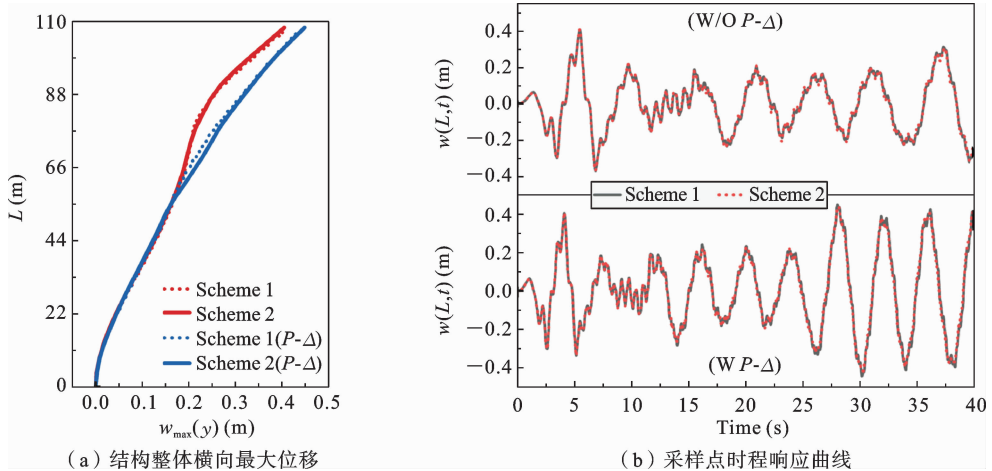 110
88
66
44
22
0
L (m)
Scheme 1
Scheme 2
Scheme 1(P-Δ)
Scheme 2(P-Δ)
0.0 0.1 0.2 0.3 0.4 0.5
wmax(y) (m)
(a) 结构整体横向最大位移
(W/O P-Δ)
0.4
0.2
0.0
−0.2
−0.4
w(L,t) (m)
Scheme 1 Scheme 2
0.4
0.2
0.0
−0.2
−0.4
w(L,t) (m)
(W P-Δ)
0 5 10 15 20 25 30 35 40
Time (s)
(b) 采样点时程响应曲线